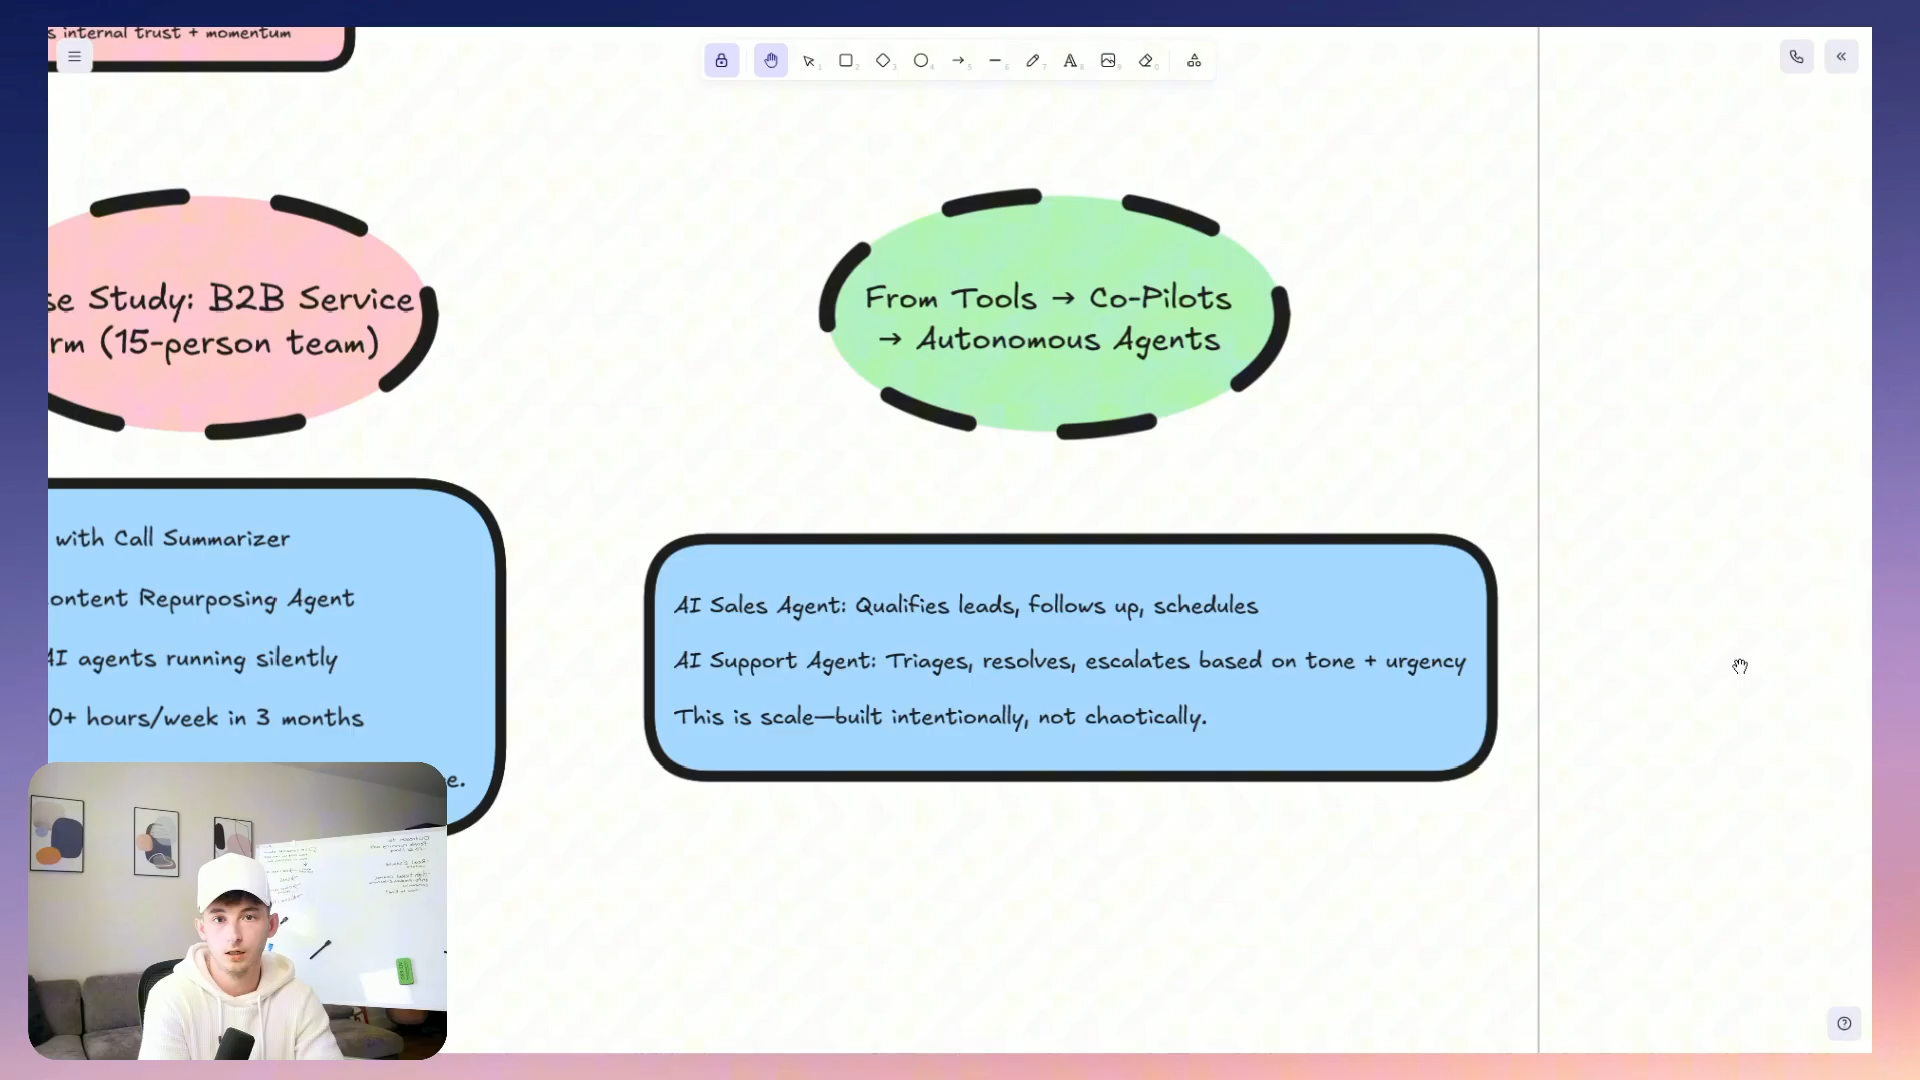 s internal trust + momentum
se Study: B2B Service
rm (15-person team)
From Tools → Co-Pilots
→ Autonomous Agents
with Call Summarizer
ontent Repurposing Agent
AI agents running silently
0+ hours/week in 3 months
e.
AI Sales Agent: Qualifies leads, follows up, schedules
AI Support Agent: Triages, resolves, escalates based on tone + urgency
This is scale—built intentionally, not chaotically.